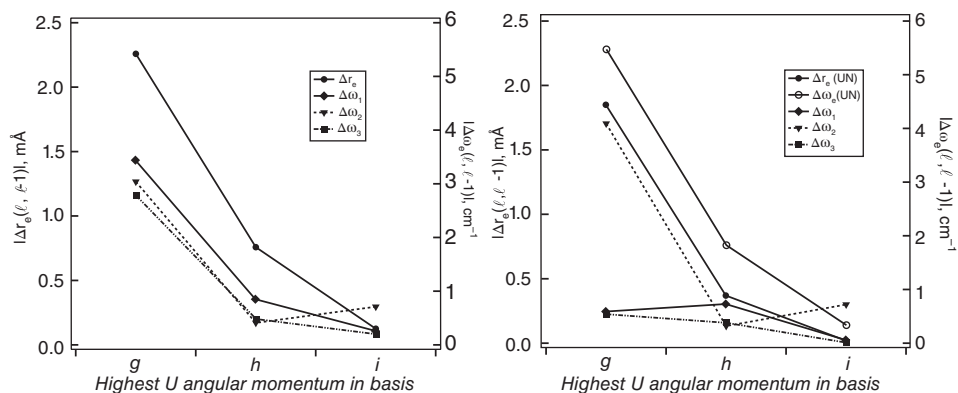 |Δr_e(ℓ, ℓ-1)|, mÅ
2.5
2.0
1.5
1.0
0.5
0.0
Δr_e
Δω_1
Δω_2
Δω_3
6
5
4
3
2
1
0
|Δω_e(ℓ, ℓ-1)|, cm⁻¹
g h i
Highest U angular momentum in basis
|Δr_e(ℓ,ℓ -1)|, mÅ
2.5
2.0
1.5
1.0
0.5
0.0
Δr_e (UN)
Δω_e(UN)
Δω_1
Δω_2
Δω_3
6
5
4
3
2
1
0
|Δω_e(ℓ, ℓ -1)|, cm⁻¹
g h i
Highest U angular momentum in basis